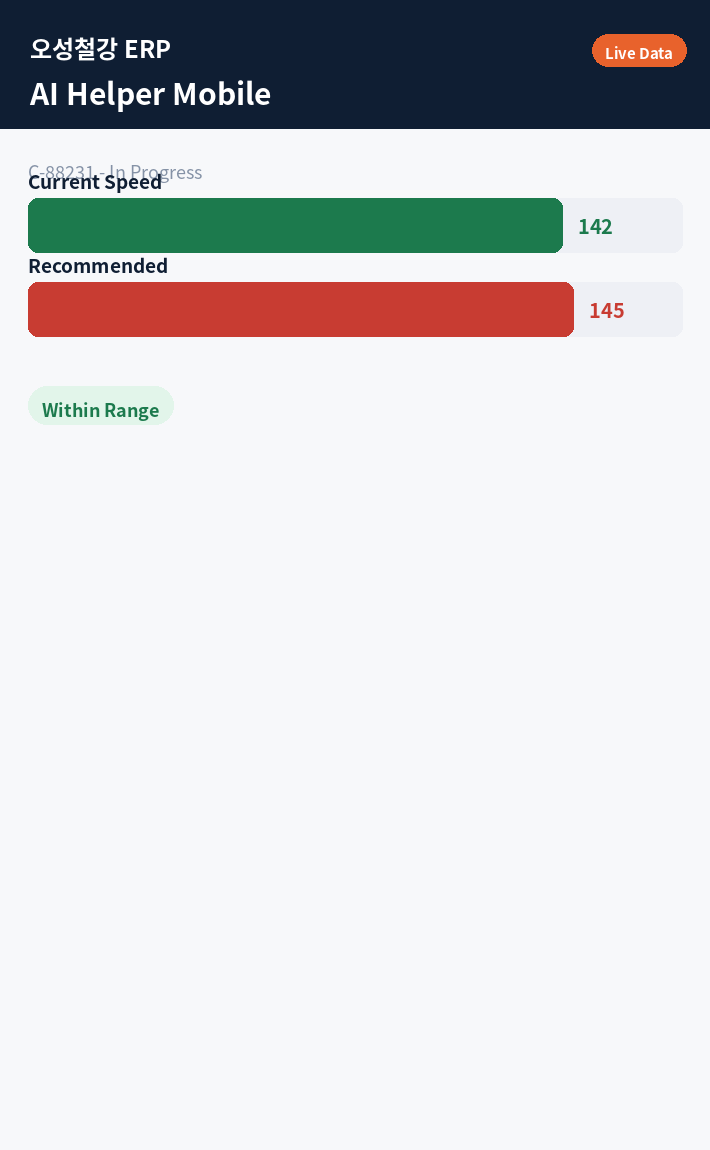 오성철강 ERP
Live Data
AI Helper Mobile
C-88231 - In Progress
Current Speed
142
Recommended
145
Within Range